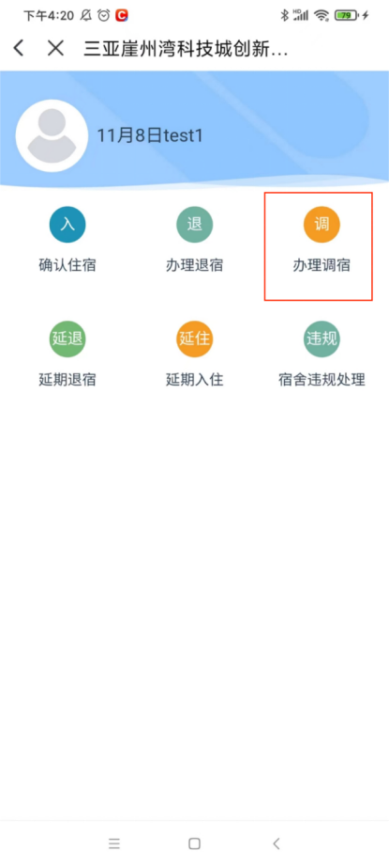 下午4:20
HD
79
三亚崖州湾科技城创新...
11月8日test1
入
退
调
确认住宿
办理退宿
办理调宿
延退
延住
违规
延期退宿
延期入住
宿舍违规处理